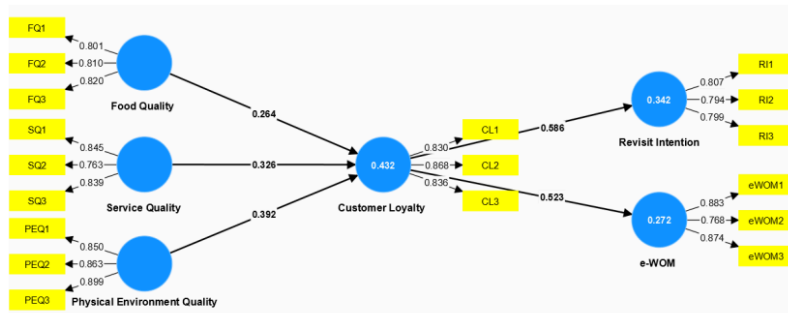 FQ1
0.801
FQ2
0.810
0.820
FQ3
Food Quality
0.264
SQ1
0.845
SQ2
0.763
0.839
SQ3
Service Quality
0.326
PEQ1
0.850
PEQ2
0.863
0.899
PEQ3
Physical Environment Quality
0.392
0.432
Customer Loyalty
0.830
CL1
0.868
CL2
0.836
CL3
0.586
0.523
0.342
Revisit Intention
0.807
RI1
0.794
RI2
0.799
RI3
0.272
e-WOM
0.883
eWOM1
0.768
eWOM2
0.874
eWOM3